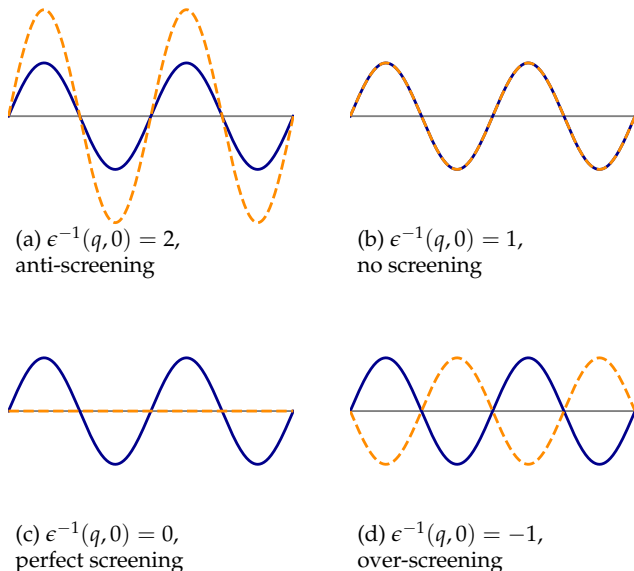 (a) ϵ⁻¹(q, 0) = 2,
anti-screening
(b) ϵ⁻¹(q, 0) = 1,
no screening
(c) ϵ⁻¹(q, 0) = 0,
perfect screening
(d) ϵ⁻¹(q, 0) = −1,
over-screening